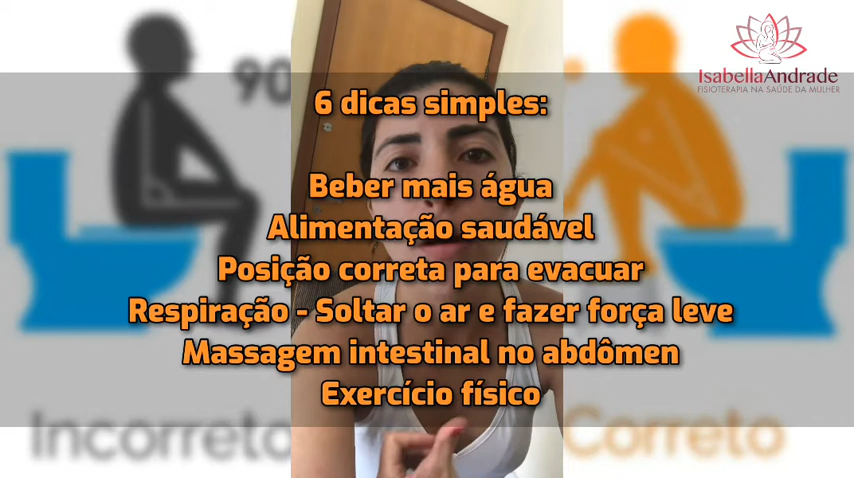 90
IsabellaAndrade
FISIOTERAPIA NA SAÚDE DA MULHER
6 dicas simples:
Beber mais água
Alimentação saudável
Posição correta para evacuar
Respiração - Soltar o ar e fazer força leve
Massagem intestinal no abdômen
Exercício físico
Incorreto
Correto